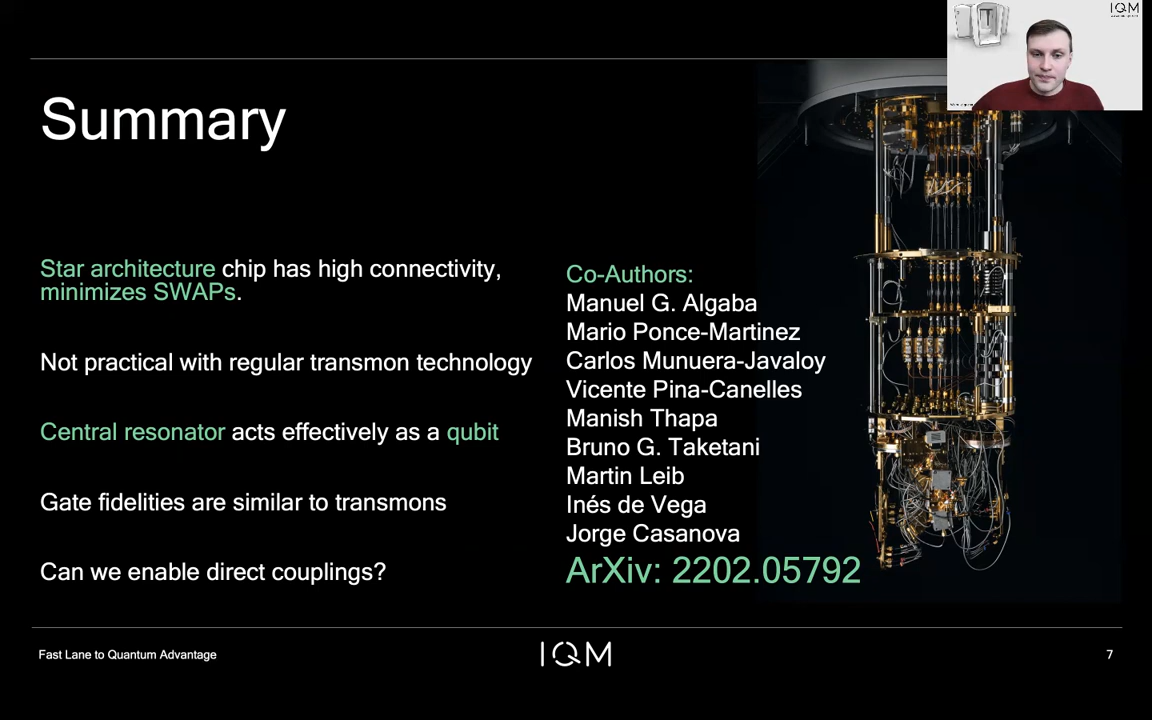 IQM
Summary
Star architecture chip has high connectivity,
minimizes SWAPs.
Not practical with regular transmon technology
Central resonator acts effectively as a qubit
Gate fidelities are similar to transmons
Can we enable direct couplings?
Co-Authors:
Manuel G. Algaba
Mario Ponce-Martinez
Carlos Munuera-Javaloy
Vicente Pina-Canelles
Manish Thapa
Bruno G. Taketani
Martin Leib
Inés de Vega
Jorge Casanova
ArXiv: 2202.05792
Fast Lane to Quantum Advantage
IQM
7